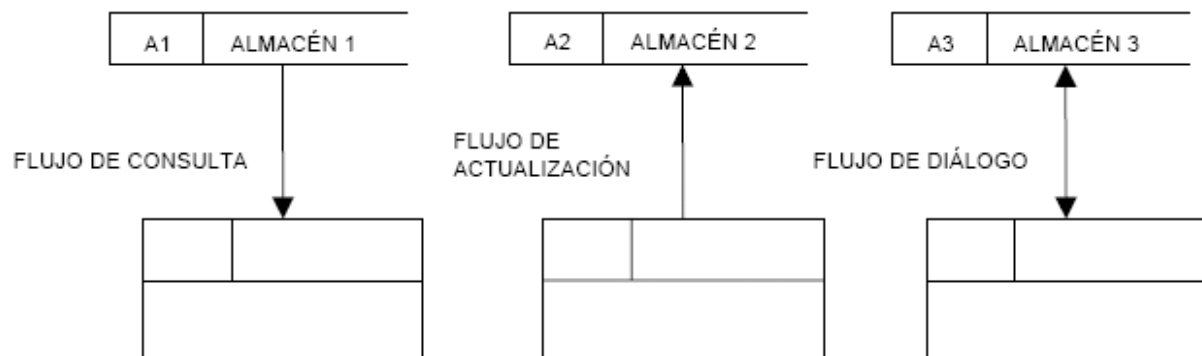 A1 ALMACÉN 1
A2 ALMACÉN 2
A3 ALMACÉN 3
FLUJO DE CONSULTA
FLUJO DE
ACTUALIZACIÓN
FLUJO DE DIÁLOGO